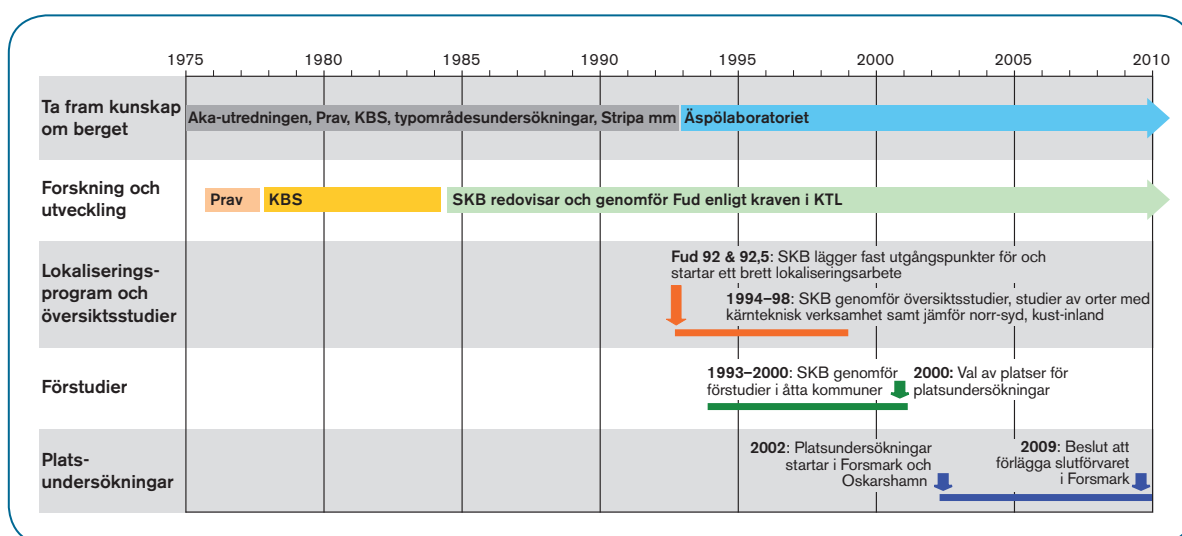 1975 1980 1985 1990 1995 2000 2005 2010
Ta fram kunskap
om berget
Aka-utredningen, Prav, KBS, typområdesundersökningar, Stripa mm
Äspölaboratoriet
Forskning och
utveckling
Prav
KBS
SKB redovisar och genomför Fud enligt kraven i KTL
Lokaliserings-
program och
översiktsstudier
Fud 92 & 92,5: SKB lägger fast utgångspunkter för och
startar ett brett lokaliseringsarbete
1994–98: SKB genomför översiktsstudier, studier av orter med
kärnteknisk verksamhet samt jämför norr-syd, kust-inland
Förstudier
1993–2000: SKB genomför
förstudier i åtta kommuner
2000: Val av platser för
platsundersökningar
Plats-
undersökningar
2002: Platsundersökningar
startar i Forsmark och
Oskarshamn
2009: Beslut att
förlägga slutförvaret
i Forsmark